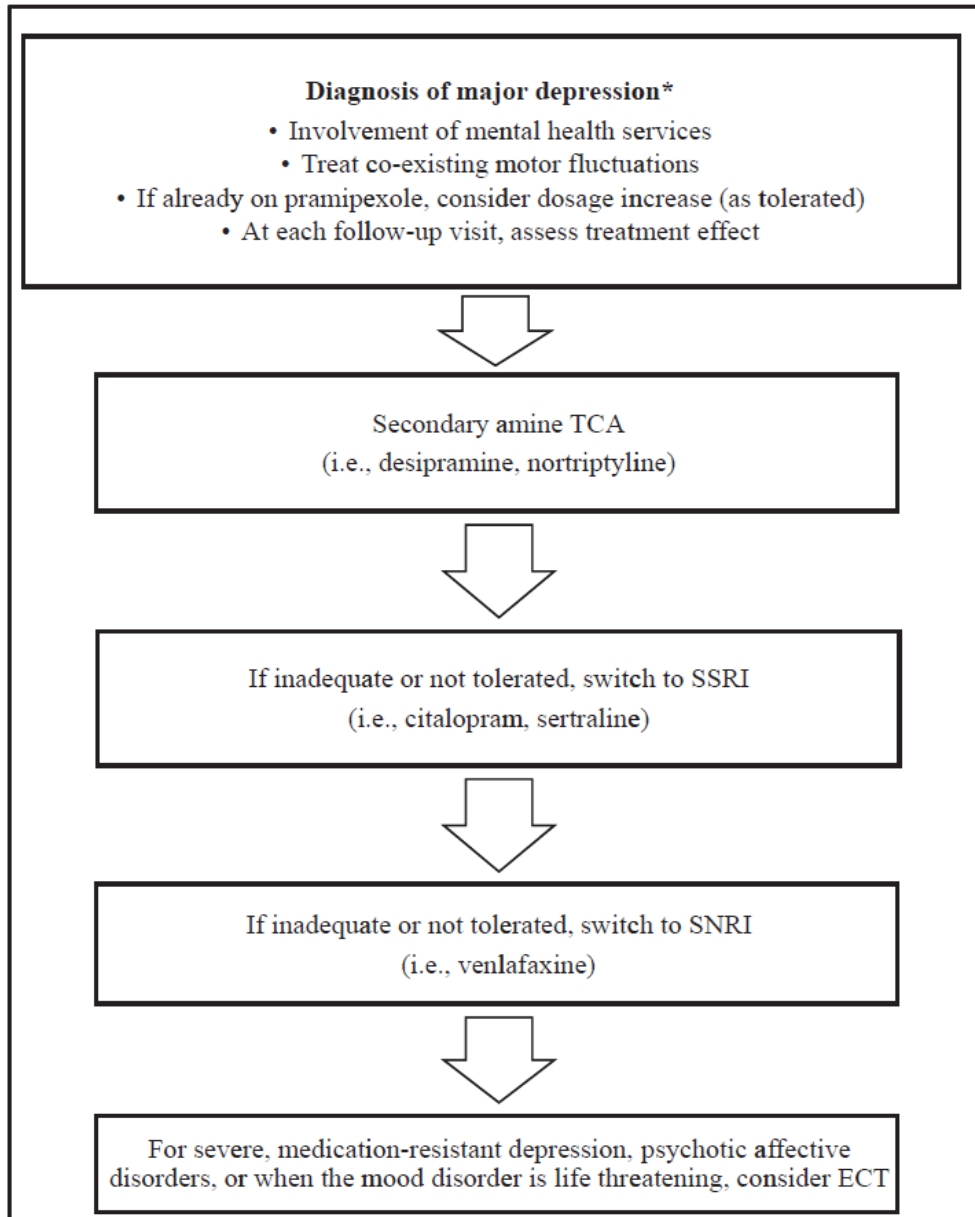 Diagnosis of major depression*
• Involvement of mental health services
• Treat co-existing motor fluctuations
• If already on pramipexole, consider dosage increase (as tolerated)
• At each follow-up visit, assess treatment effect
Secondary amine TCA
(i.e., desipramine, nortriptyline)
If inadequate or not tolerated, switch to SSRI
(i.e., citalopram, sertraline)
If inadequate or not tolerated, switch to SNRI
(i.e., venlafaxine)
For severe, medication-resistant depression, psychotic affective
disorders, or when the mood disorder is life threatening, consider ECT